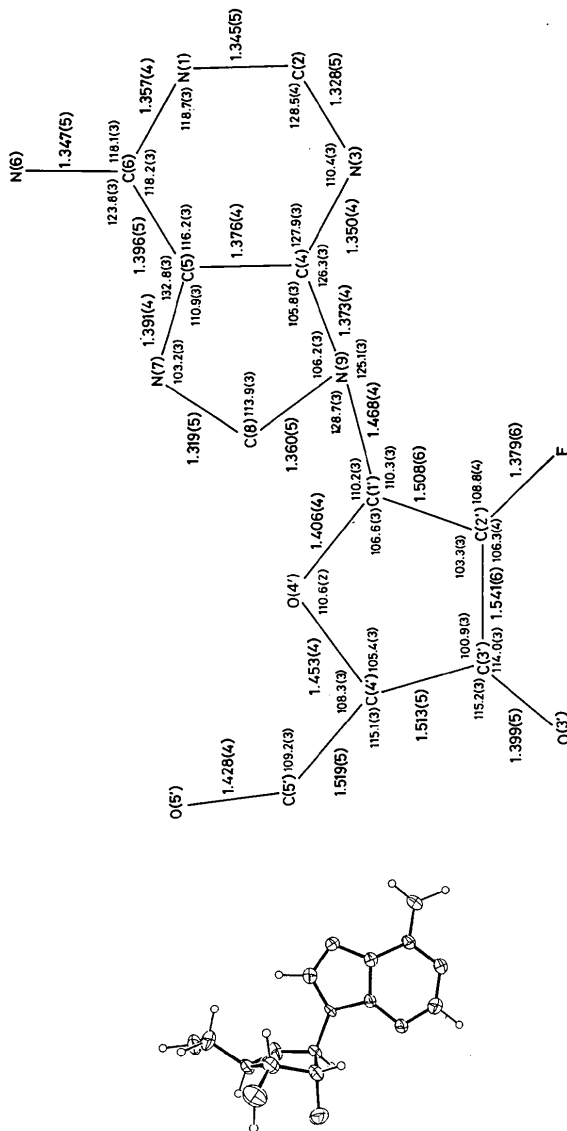 N(6)
1.347(5)
123.8(3)
118.1(3)
C(6)
118.2(3)
1.357(4)
N(1)
118.7(3)
1.345(5)
C(2)
128.5(4)
1.328(5)
N(3)
110.4(3)
1.350(4)
1.396(5)
132.8(3)
116.2(3)
C(5)
110.9(3)
1.376(4)
127.9(3)
C(4)
105.8(3)
126.3(3)
1.391(4)
N(7)
103.2(3)
1.319(5)
C(8)
113.9(3)
1.360(5)
1.373(4)
106.2(3)
N(9)
128.7(3)
125.1(3)
1.468(4)
110.2(3)
C(1')
106.6(3)
110.3(3)
1.406(4)
O(4')
110.6(2)
1.508(6)
1.453(4)
108.3(3)
105.4(3)
C(4')
115.1(3)
103.3(3)
108.8(4)
C(2')
106.3(4)
1.379(6)
F
1.541(6)
100.9(3)
C(3')
115.2(3)
114.0(3)
1.513(5)
1.399(5)
O(3')
O(5')
1.428(4)
C(5')
109.2(3)
1.519(5)